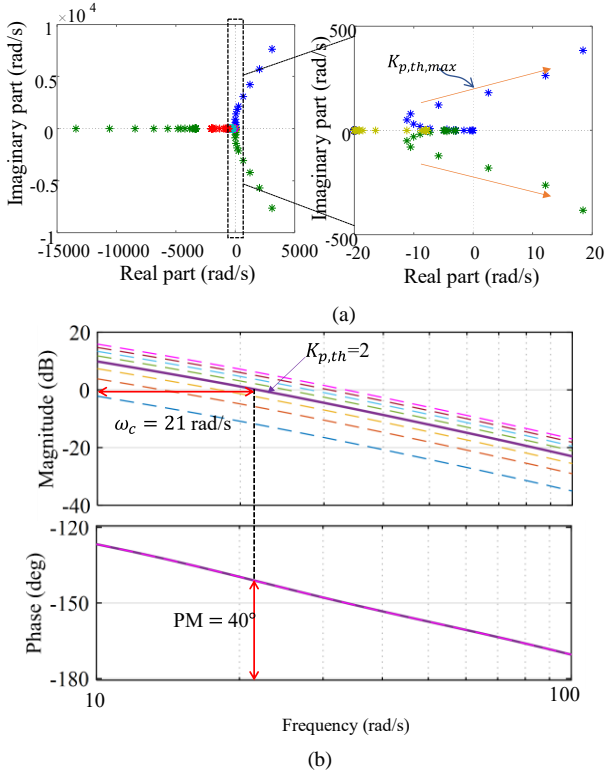 1 ×10⁴
0.5
0
-0.5
-1
-15000 -10000 -5000 0 5000
Imaginary part (rad/s)
Real part (rad/s)
500
0
-500
-20 -10 0 10 20
Imaginary part (rad/s)
Real part (rad/s)
K_{p,th,max}
(a)
20
0
-20
-40
Magnitude (dB)
K_{p,th}=2
ω_c = 21 rad/s
-120
-150
-180
Phase (deg)
PM = 40°
10 100
Frequency (rad/s)
(b)